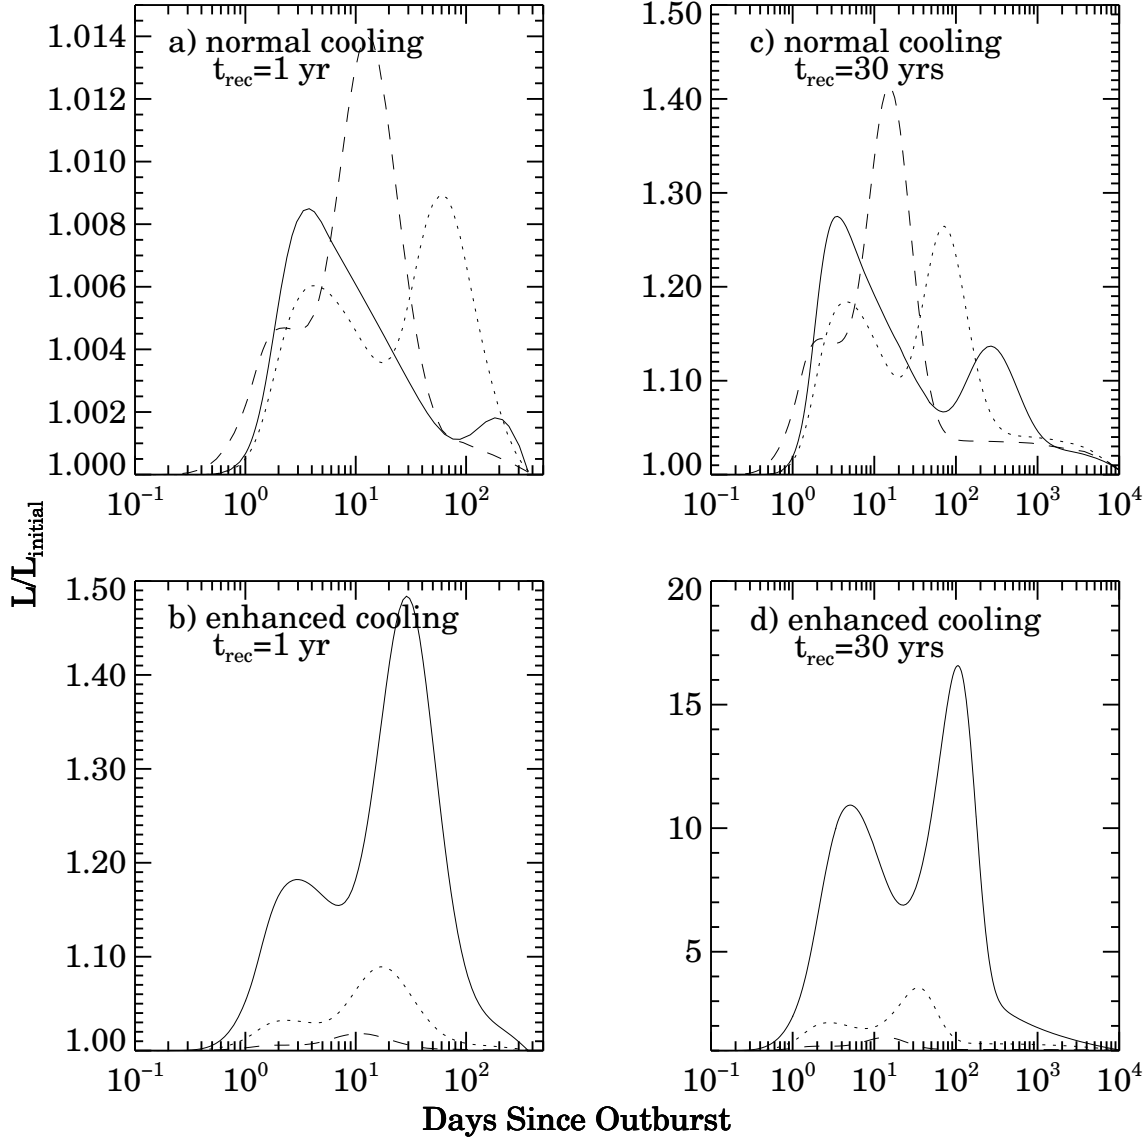 a) normal cooling
t_rec=1 yr
1.014
1.012
1.010
1.008
1.006
1.004
1.002
1.000
10^-1 10^0 10^1 10^2
c) normal cooling
t_rec=30 yrs
1.50
1.40
1.30
1.20
1.10
1.00
10^-1 10^0 10^1 10^2 10^3 10^4
L/L_initial
b) enhanced cooling
t_rec=1 yr
1.50
1.40
1.30
1.20
1.10
1.00
10^-1 10^0 10^1 10^2
d) enhanced cooling
t_rec=30 yrs
20
15
10
5
10^-1 10^0 10^1 10^2 10^3 10^4
Days Since Outburst